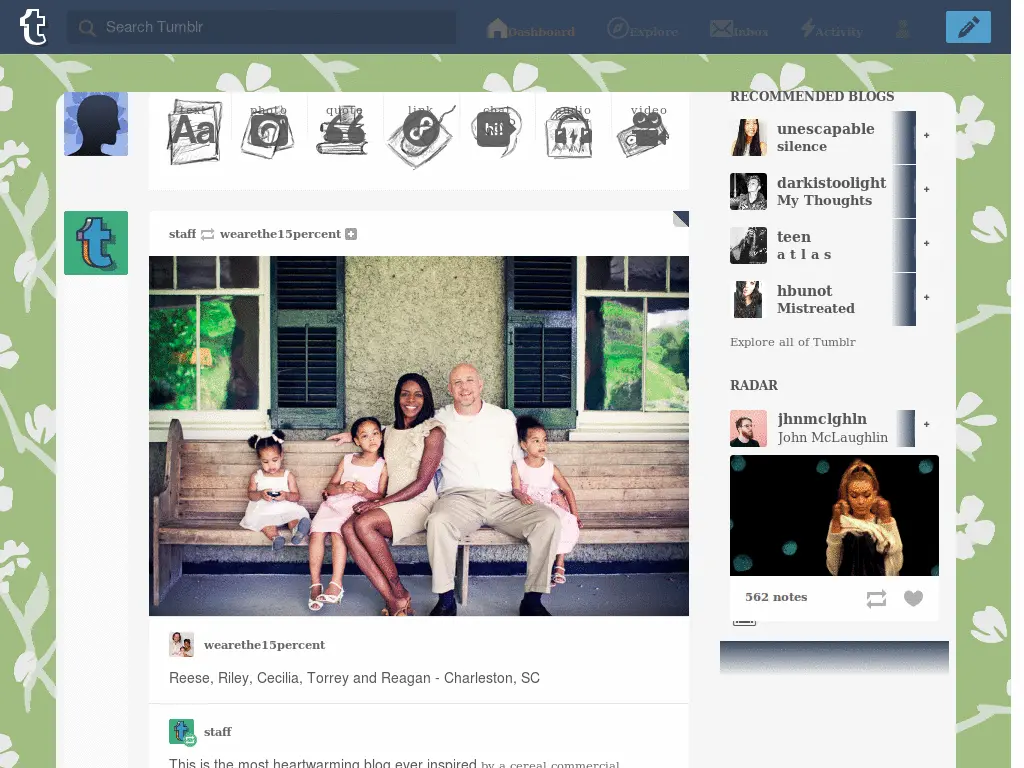 t
Search Tumblr
Dashboard
Explore
Inbox
Activity
text
photo
quote
link
chat
audio
video
Aa
hi!
RECOMMENDED BLOGS
unescapable
silence
+
darkistoolight
My Thoughts
+
teen
a t l a s
+
hbunot
Mistreated
+
Explore all of Tumblr
RADAR
jhnmclghln
John McLaughlin
+
562 notes
t
staff wearethe15percent
wearethe15percent
Reese, Riley, Cecilia, Torrey and Reagan - Charleston, SC
staff
This is the most heartwarming blog ever inspired by a cereal commercial